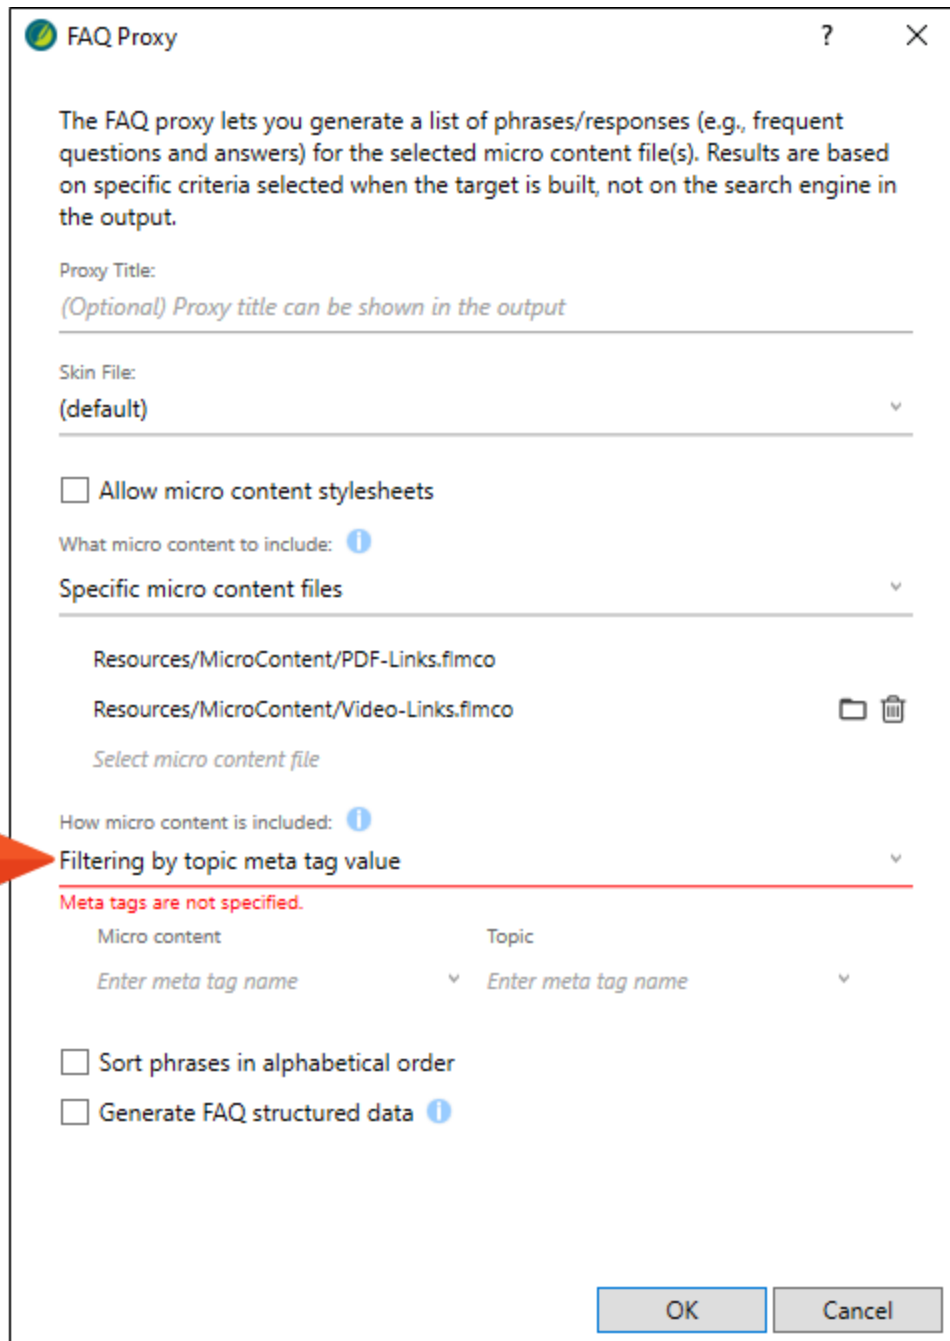 FAQ Proxy
?
The FAQ proxy lets you generate a list of phrases/responses (e.g., frequent
questions and answers) for the selected micro content file(s). Results are based
on specific criteria selected when the target is built, not on the search engine in
the output.
Proxy Title:
(Optional) Proxy title can be shown in the output
Skin File:
(default)
Allow micro content stylesheets
What micro content to include:
Specific micro content files
Resources/MicroContent/PDF-Links.flmco
Resources/MicroContent/Video-Links.flmco
Select micro content file
How micro content is included:
Filtering by topic meta tag value
Meta tags are not specified.
Micro content Topic
Enter meta tag name Enter meta tag name
Sort phrases in alphabetical order
Generate FAQ structured data
OK Cancel